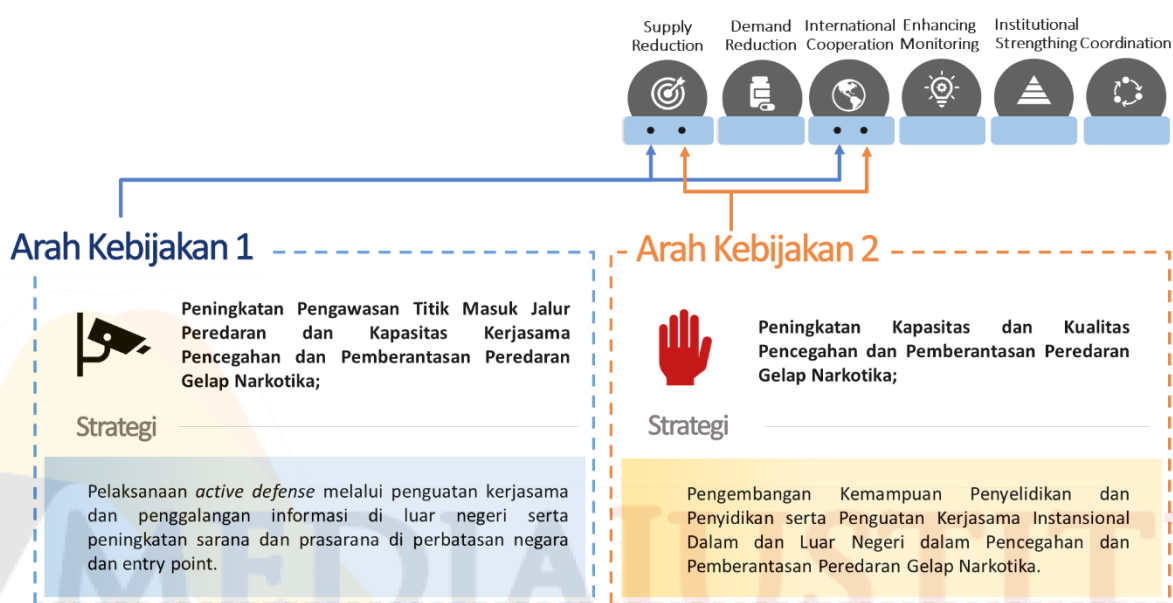 Supply Reduction
Demand Reduction
International Cooperation
Enhancing Monitoring
Institutional Strengthing
Coordination
Arah Kebijakan 1
Peningkatan Pengawasan Titik Masuk Jalur
Peredaran dan Kapasitas Kerjasama
Pencegahan dan Pemberantasan Peredaran
Gelap Narkotika;
Strategi
Pelaksanaan active defense melalui penguatan kerjasama
dan penggalangan informasi di luar negeri serta
peningkatan sarana dan prasarana di perbatasan negara
dan entry point.
Arah Kebijakan 2
Peningkatan Kapasitas dan Kualitas
Pencegahan dan Pemberantasan Peredaran
Gelap Narkotika;
Strategi
Pengembangan Kemampuan Penyelidikan dan
Penyidikan serta Penguatan Kerjasama Instansional
Dalam dan Luar Negeri dalam Pencegahan dan
Pemberantasan Peredaran Gelap Narkotika.
MEDIA JUSTIT